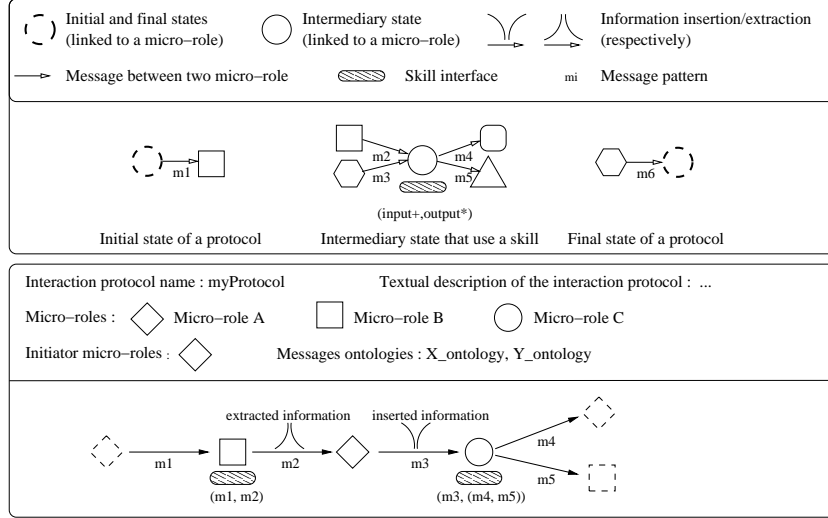 Initial and final states
(linked to a micro−role)
Intermediary state
(linked to a micro−role)
Information insertion/extraction
(respectively)
Message between two micro−role
Skill interface
mi
Message pattern
m1
m2
m3
m4
m5
m6
(input+,output*)
Initial state of a protocol
Intermediary state that use a skill
Final state of a protocol
Interaction protocol name : myProtocol
Textual description of the interaction protocol : ...
Micro−roles :
Micro−role A
Micro−role B
Micro−role C
Initiator micro−roles :
Messages ontologies : X_ontology, Y_ontology
extracted information
inserted information
m1
m2
m3
m4
m5
(m1, m2)
(m3, (m4, m5))